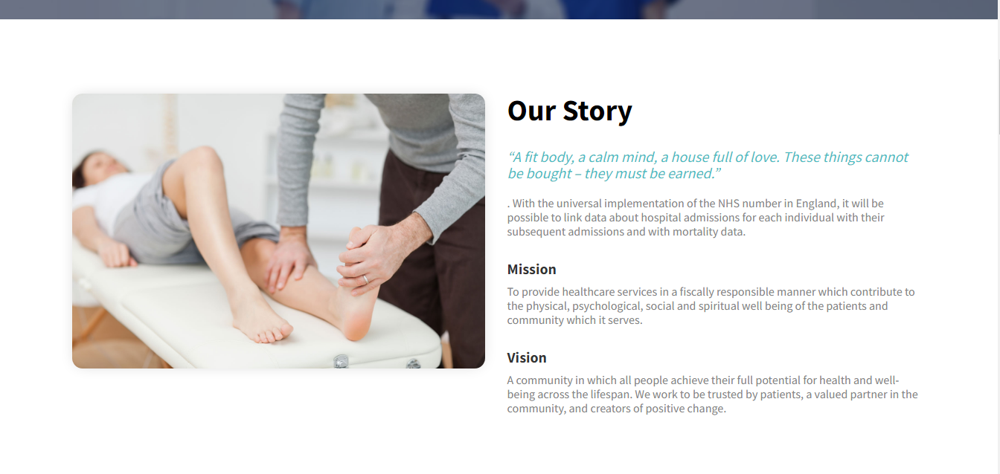 Our Story
“A fit body, a calm mind, a house full of love. These things cannot
be bought – they must be earned.”
. With the universal implementation of the NHS number in England, it will be
possible to link data about hospital admissions for each individual with their
subsequent admissions and with mortality data.
Mission
To provide healthcare services in a fiscally responsible manner which contribute to
the physical, psychological, social and spiritual well being of the patients and
community which it serves.
Vision
A community in which all people achieve their full potential for health and well-
being across the lifespan. We work to be trusted by patients, a valued partner in the
community, and creators of positive change.